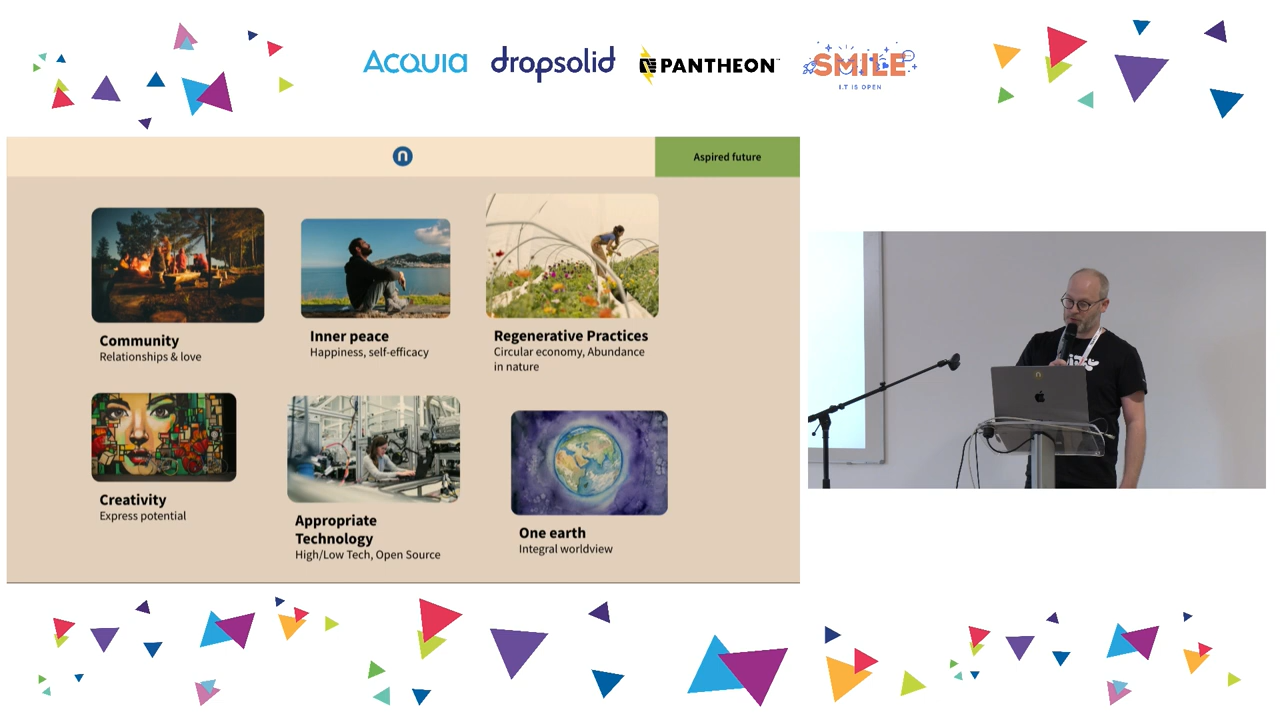 ACQUIA
dropsolid
PANTHEON
SMILE
I.T IS OPEN
n
Aspired future
Community
Relationships & love
Inner peace
Happiness, self-efficacy
Regenerative Practices
Circular economy, Abundance
in nature
Creativity
Express potential
Appropriate
Technology
High/Low Tech, Open Source
One earth
Integral worldview